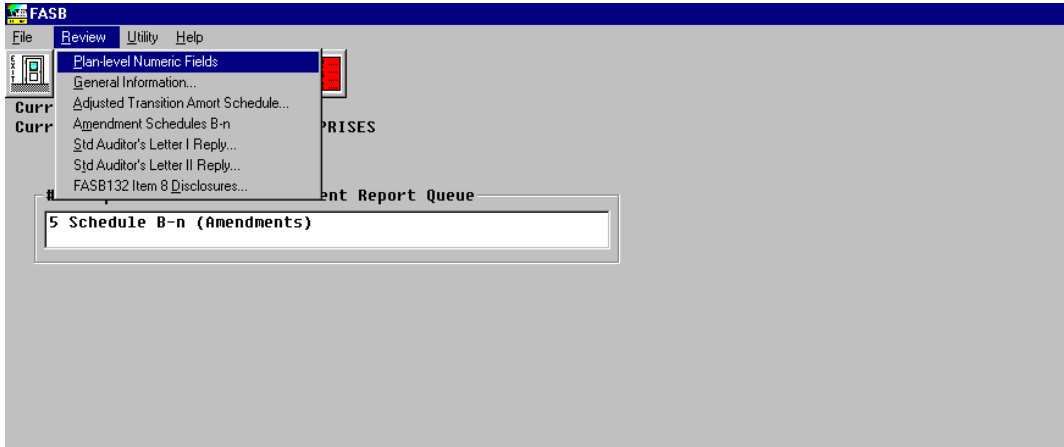 FASB
File Review Utility Help
EXIT
Plan-level Numeric Fields
General Information...
Adjusted Transition Amort Schedule...
Curr
Amendment Schedules B-n
Curr PRISES
Std Auditor's Letter I Reply...
Std Auditor's Letter II Reply...
FASB132 Item 8 Disclosures...
# ent Report Queue
5 Schedule B-n (Amendments)